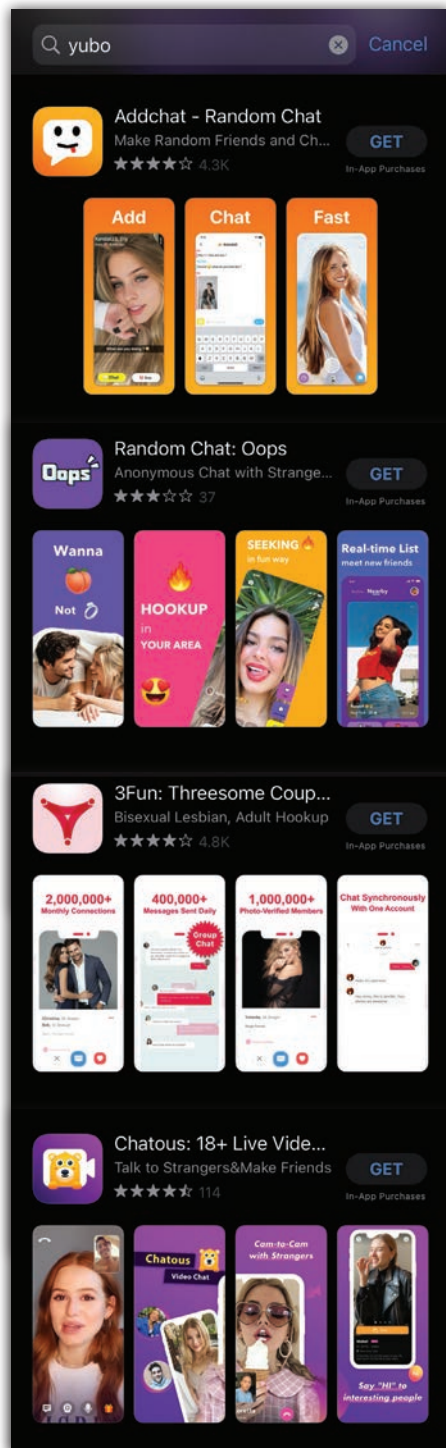 yubo
Cancel
Addchat - Random Chat
Make Random Friends and Ch...
GET
4.3K
In-App Purchases
Add
Chat
Fast
Oops
Random Chat: Oops
Anonymous Chat with Strange...
GET
37
In-App Purchases
Wanna
Not
HOOKUP
in
YOUR AREA
SEEKING
in fun way
Real-time List
meet new friends
Nearby
3Fun: Threesome Coup...
Bisexual Lesbian, Adult Hookup
GET
4.8K
In-App Purchases
2,000,000+
Monthly Connections
400,000+
Messages Sent Daily
Group
Chat
1,000,000+
Photo-Verified Members
Chat Synchronously
With One Account
Chatous: 18+ Live Vide...
Talk to Strangers&Make Friends
GET
114
In-App Purchases
Chatous
Video Chat
Cam-to-Cam
with Strangers
Say "HI" to
interesting people